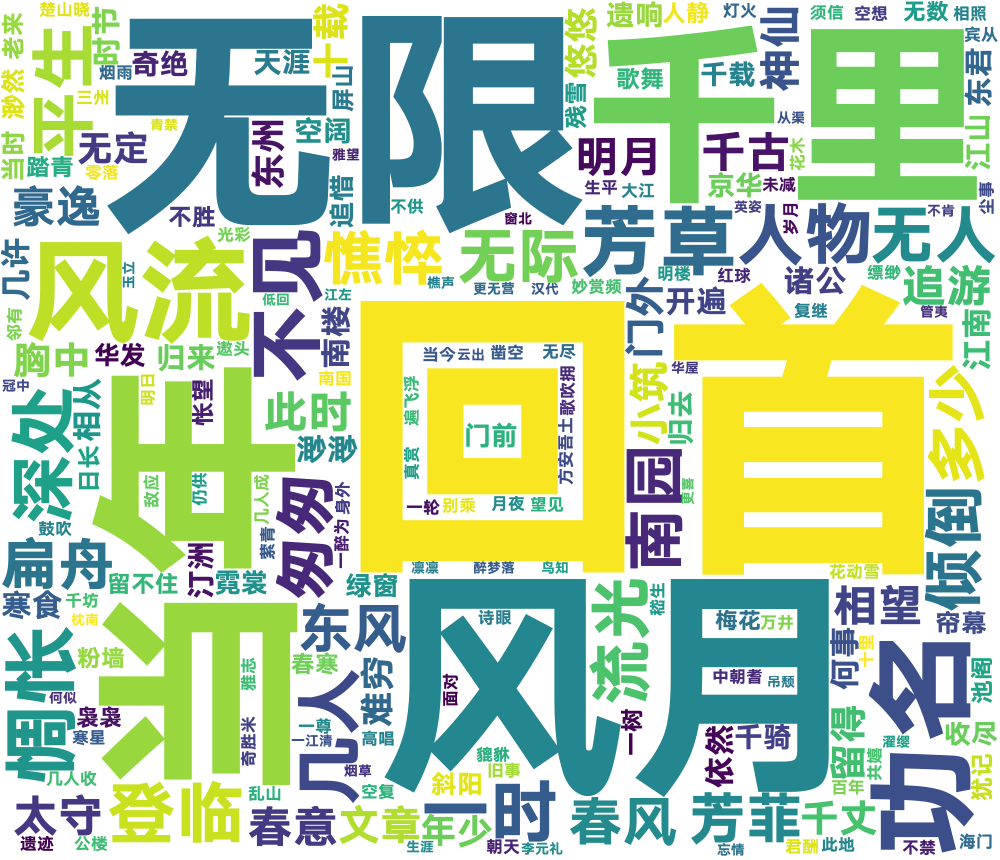 楚山晓
老来
时节
十载
无限
悠悠
遗响
人静
灯火
神仙
须信
空想
无数
相照
宾从
渺然
平生
烟雨
奇绝
天涯
屏山
残雪
歌舞
千载
千里
东君
三州
青禁
从渠
当时
踏青
无定
零落
东州
空阔
雅望
明月
千古
花木
江山
豪逸
不胜
追惜
不供
窗北
生平
大江
京华
未减
尘事
英姿
岁月
不肯
几许
风流
光彩
玉立
不见
憔悴
无际
芳草
人物
无人
低回
江左
樵声
更无营
汉代
妙赏频
明楼
红球
诸公
缥缈
追游
邻有
胸中
华发
归来
遨头
南楼
门外
开遍
复继
管夷
江南
冠中
明日
怅望
南国
回首
当今
云出
凿空
无尽
华屋
深处
相从
日长
当年
此时
渺渺
遍飞浮
真赏
门前
歌吹拥
方安吾土
小筑
归去
多少
鼓吹
敌应
仍供
几人成
匆匆
身外
一轮
别乘
月夜
望见
南园
更喜
倾倒
萦青
一醉为
扁舟
汀洲
留不住
霓裳
绿窗
凛凛
醉梦落
鸟知
花动雪
寒食
千坊
枕南
东风
风月
诗眼
流光
梅花
万井
相望
帘幕
惆怅
粉墙
春寒
雅志
几人
难穷
面对
中朝耆
何事
十里
功名
池阁
何似
袅袅
寒星
奇胜米
一尊
一江清
高唱
一树
依然
千骑
留得
濯缨
收尽
几人收
烟草
空复
貔貅
旧事
共嬉
百年
犹记
太守
登临
乱山
春意
文章
斜阳
一时
年少
春风
芳菲
千丈
遗迹
公楼
生涯
朝天
李元礼
忘情
君酬
此地
不禁
海门